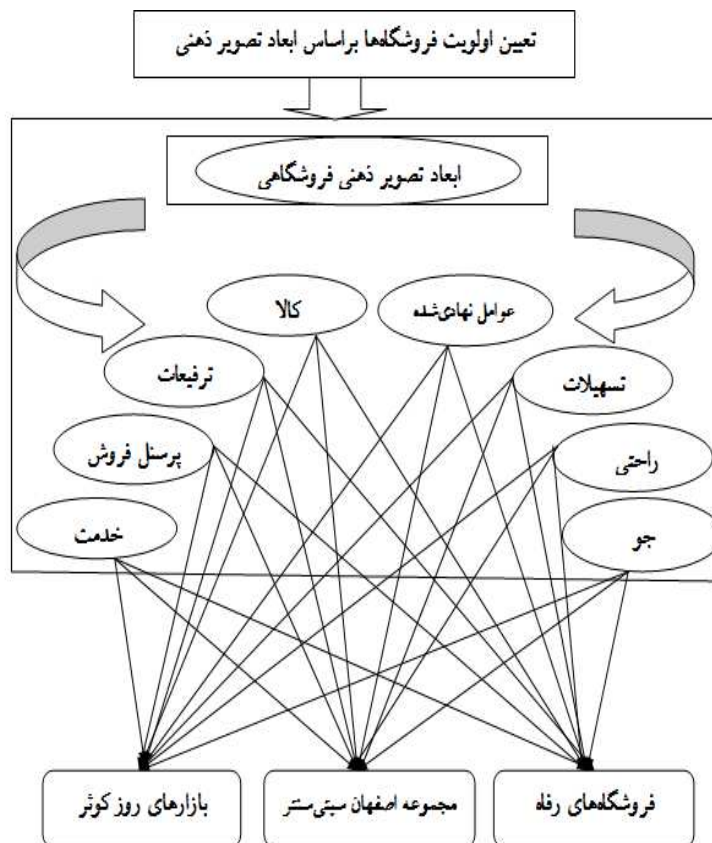 تعیین اولویت فروشگاه‌ها براساس ابعاد تصویر ذهنی
ابعاد تصویر ذهنی فروشگاهی
عوامل نهادی‌شده
کالا
تسهیلات
ترفیعات
راحتی
پرسنل فروش
جو
خدمت
فروشگاه‌های رفاه
مجموعه اصفهان سیتی‌سنتر
بازارهای روز کوثر